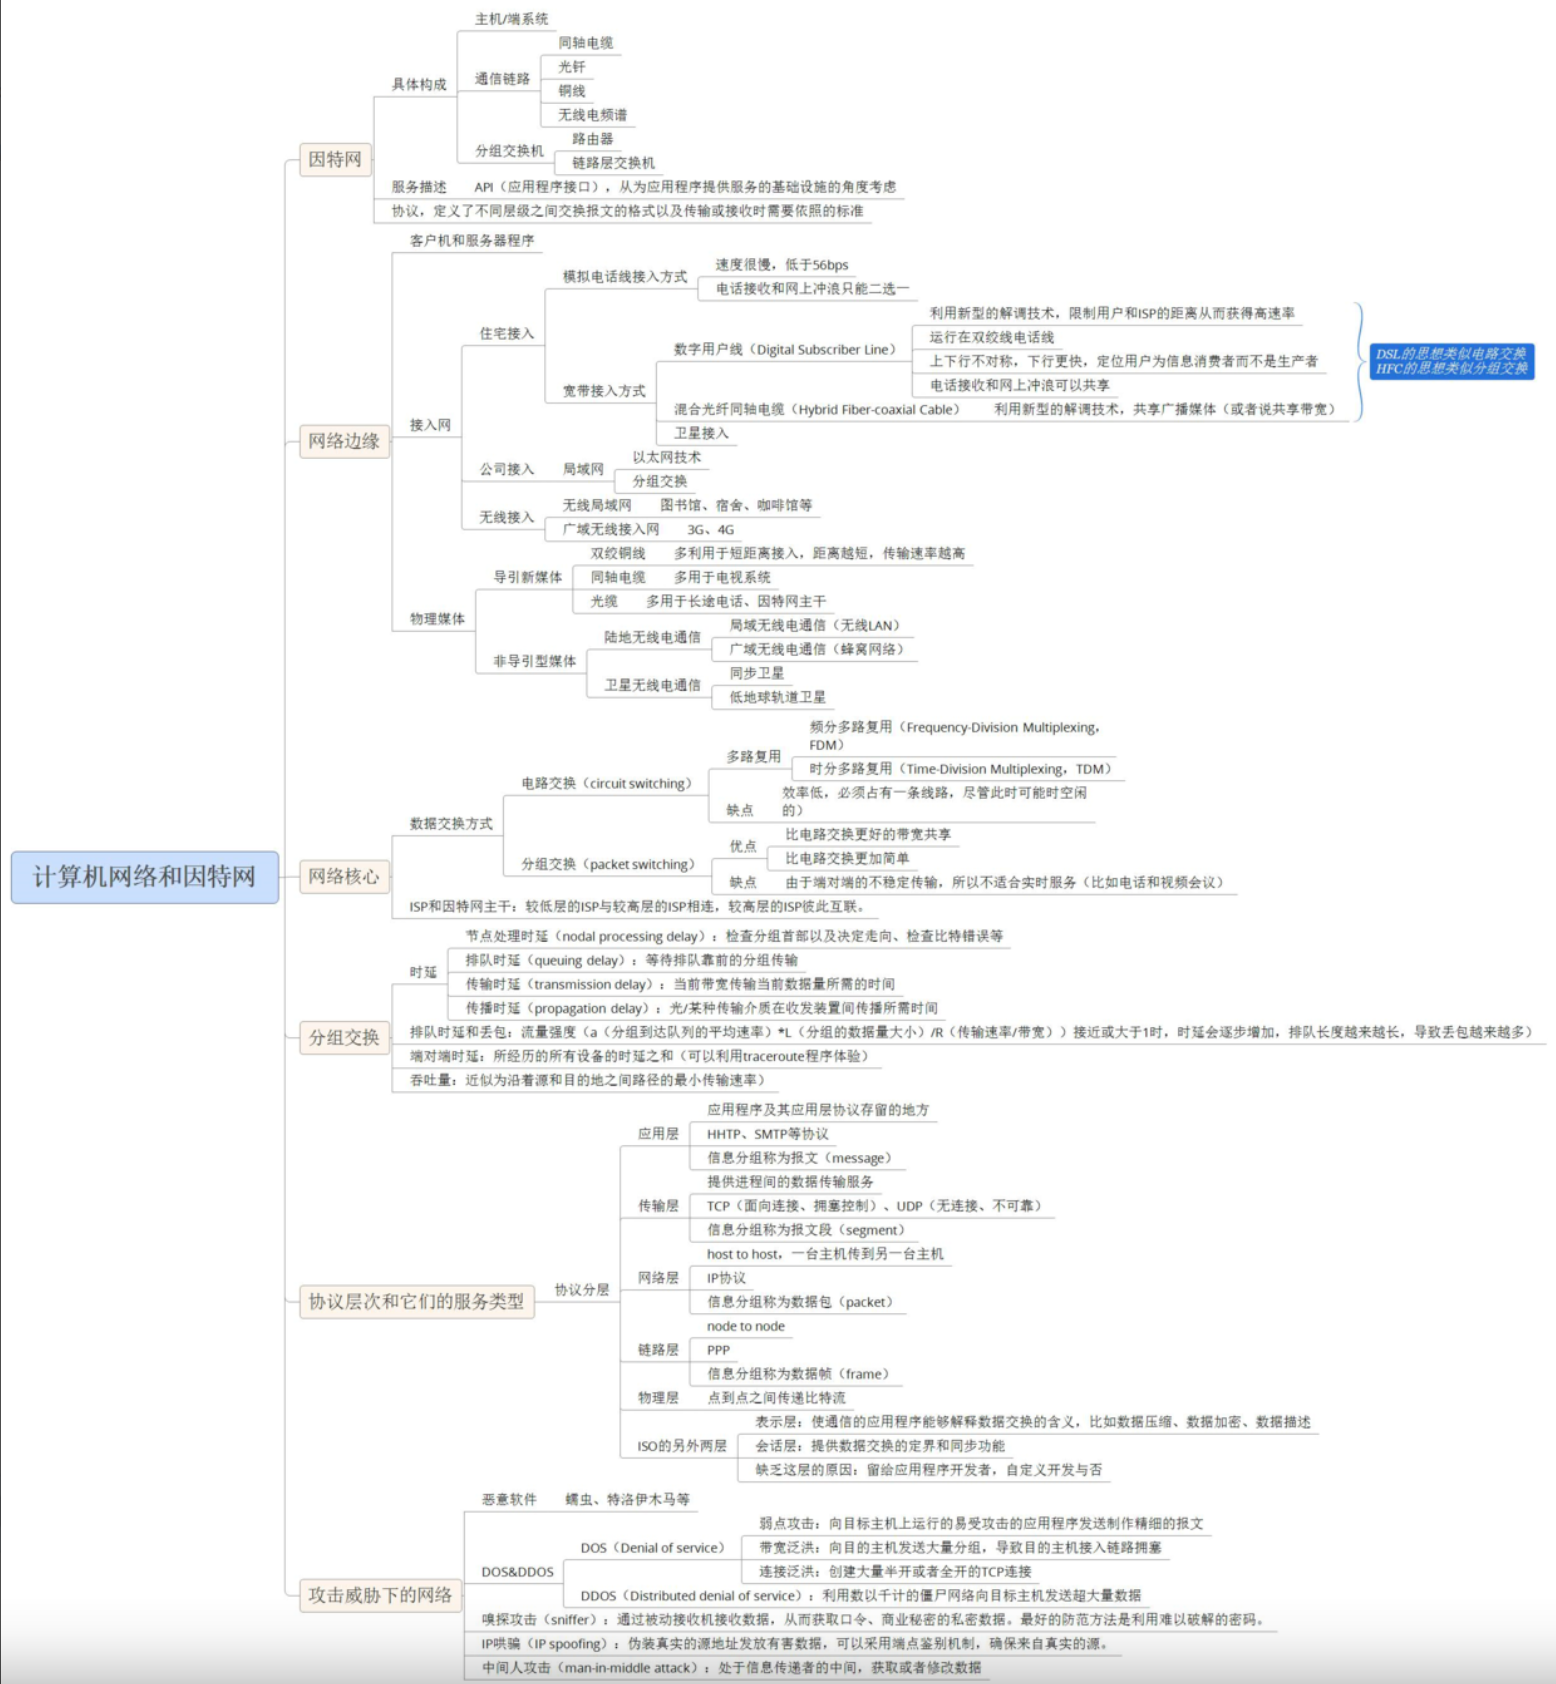 计算机网络和因特网
因特网
具体构成
主机/端系统
通信链路
同轴电缆
光钎
铜线
无线电频谱
分组交换机
路由器
链路层交换机
服务描述
API（应用程序接口），从为应用程序提供服务的基础设施的角度考虑
协议，定义了不同层级之间交换报文的格式以及传输或接收时需要依照的标准
网络边缘
客户机和服务器程序
接入网
住宅接入
模拟电话线接入方式
速度很慢，低于56bps
电话接收和网上冲浪只能二选一
宽带接入方式
数字用户线（Digital Subscriber Line）
利用新型的解调技术，限制用户和ISP的距离从而获得高速率
运行在双绞线电话线
上下行不对称，下行更快，定位用户为信息消费者而不是生产者
电话接收和网上冲浪可以共享
混合光纤同轴电缆（Hybrid Fiber-coaxial Cable）
利用新型的解调技术，共享广播媒体（或者说共享带宽）
DSL的思想类似电路交换
HFC的思想类似分组交换
卫星接入
公司接入
局域网
以太网技术
分组交换
无线接入
无线局域网
图书馆、宿舍、咖啡馆等
广域无线接入网
3G、4G
物理媒体
导引新媒体
双绞铜线
多利用于短距离接入，距离越短，传输速率越高
同轴电缆
多用于电视系统
光缆
多用于长途电话、因特网主干
非导引型媒体
陆地无线电通信
局域无线电通信（无线LAN）
广域无线电通信（蜂窝网络）
卫星无线电通信
同步卫星
低地球轨道卫星
网络核心
数据交换方式
电路交换（circuit switching）
多路复用
频分多路复用（Frequency-Division Multiplexing，
FDM）
时分多路复用（Time-Division Multiplexing，TDM）
缺点
效率低，必须占有一条线路，尽管此时可能时空闲
的）
分组交换（packet switching）
优点
比电路交换更好的带宽共享
比电路交换更加简单
缺点
由于端对端的不稳定传输，所以不适合实时服务（比如电话和视频会议）
ISP和因特网主干：较低层的ISP与较高层的ISP相连，较高层的ISP彼此互联。
分组交换
时延
节点处理时延（nodal processing delay）：检查分组首部以及决定走向、检查比特错误等
排队时延（queuing delay）：等待排队靠前的分组传输
传输时延（transmission delay）：当前带宽传输当前数据量所需的时间
传播时延（propagation delay）：光/某种传输介质在收发装置间传播所需时间
排队时延和丢包：流量强度（a（分组到达队列的平均速率）*L（分组的数据量大小）/R（传输速率/带宽））接近或大于1时，时延会逐步增加，排队长度越来越长，导致丢包越来越多）
端对端时延：所经历的所有设备的时延之和（可以利用traceroute程序体验）
吞吐量：近似为沿着源和目的地之间路径的最小传输速率）
协议层次和它们的服务类型
协议分层
应用层
应用程序及其应用层协议存留的地方
HHTP、SMTP等协议
信息分组称为报文（message）
传输层
提供进程间的数据传输服务
TCP（面向连接、拥塞控制）、UDP（无连接、不可靠）
信息分组称为报文段（segment）
网络层
host to host，一台主机传到另一台主机
IP协议
信息分组称为数据包（packet）
链路层
node to node
PPP
信息分组称为数据帧（frame）
物理层
点到点之间传递比特流
ISO的另外两层
表示层：使通信的应用程序能够解释数据交换的含义，比如数据压缩、数据加密、数据描述
会话层：提供数据交换的定界和同步功能
缺乏这层的原因：留给应用程序开发者，自定义开发与否
攻击威胁下的网络
恶意软件
蠕虫、特洛伊木马等
DOS&DDOS
DOS（Denial of service）
弱点攻击：向目标主机上运行的易受攻击的应用程序发送制作精细的报文
带宽泛洪：向目的主机发送大量分组，导致目的主机接入链路拥塞
连接泛洪：创建大量半开或者全开的TCP连接
DDOS（Distributed denial of service）：利用数以千计的僵尸网络向目标主机发送超大量数据
嗅探攻击（sniffer）：通过被动接收机接收数据，从而获取口令、商业秘密的私密数据。最好的防范方法是利用难以破解的密码。
IP哄骗（IP spoofing）：伪装真实的源地址发放有害数据，可以采用端点鉴别机制，确保来自真实的源。
中间人攻击（man-in-middle attack）：处于信息传递者的中间，获取或者修改数据